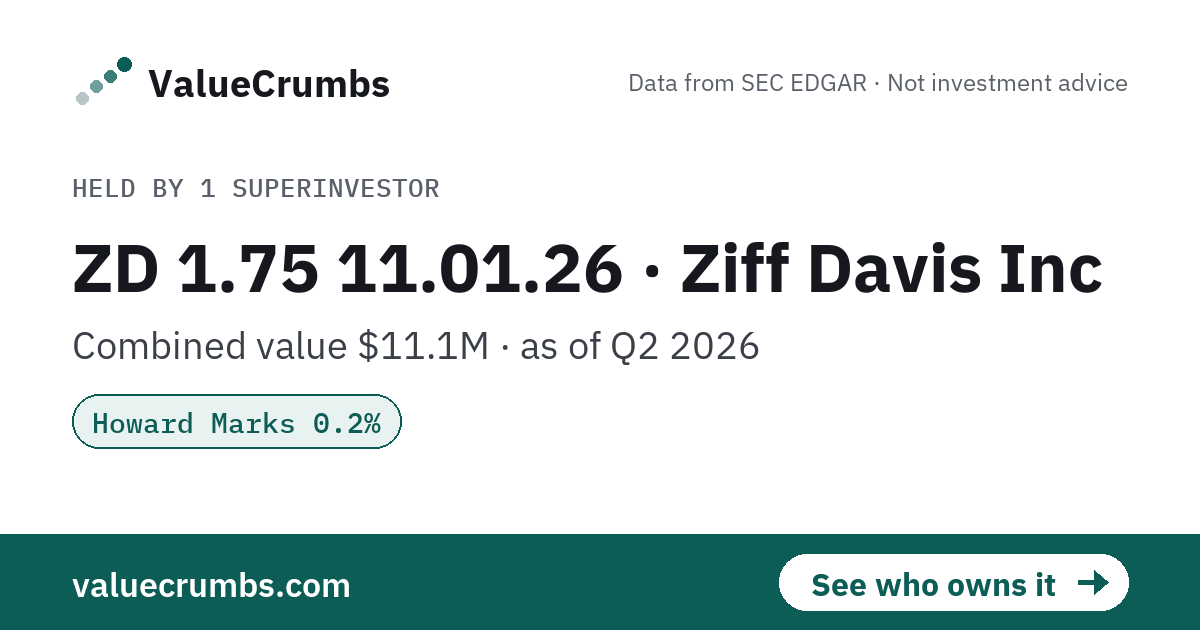 ValueCrumbs
Data from SEC EDGAR · Not investment advice
HELD BY 1 SUPERINVESTOR
ZD 1.75 11.01.26 · Ziff Davis Inc
Combined value $11.1M · as of Q2 2026
Howard Marks 0.2%
valuecrumbs.com
See who owns it